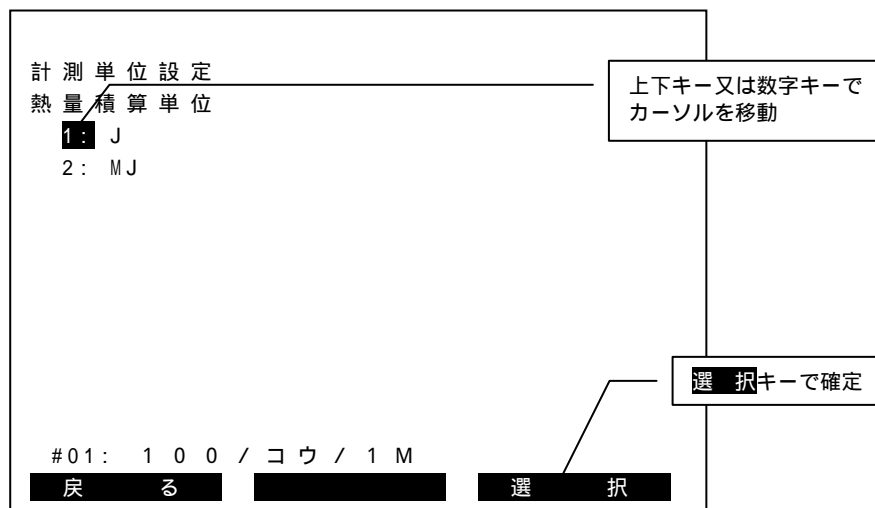 計測単位設定
熱量積算単位
1: J
2: MJ
上下キー又は数字キーで
カーソルを移動
選 択キーで確定
#01: 100/コウ/1M
戻 る 選 択